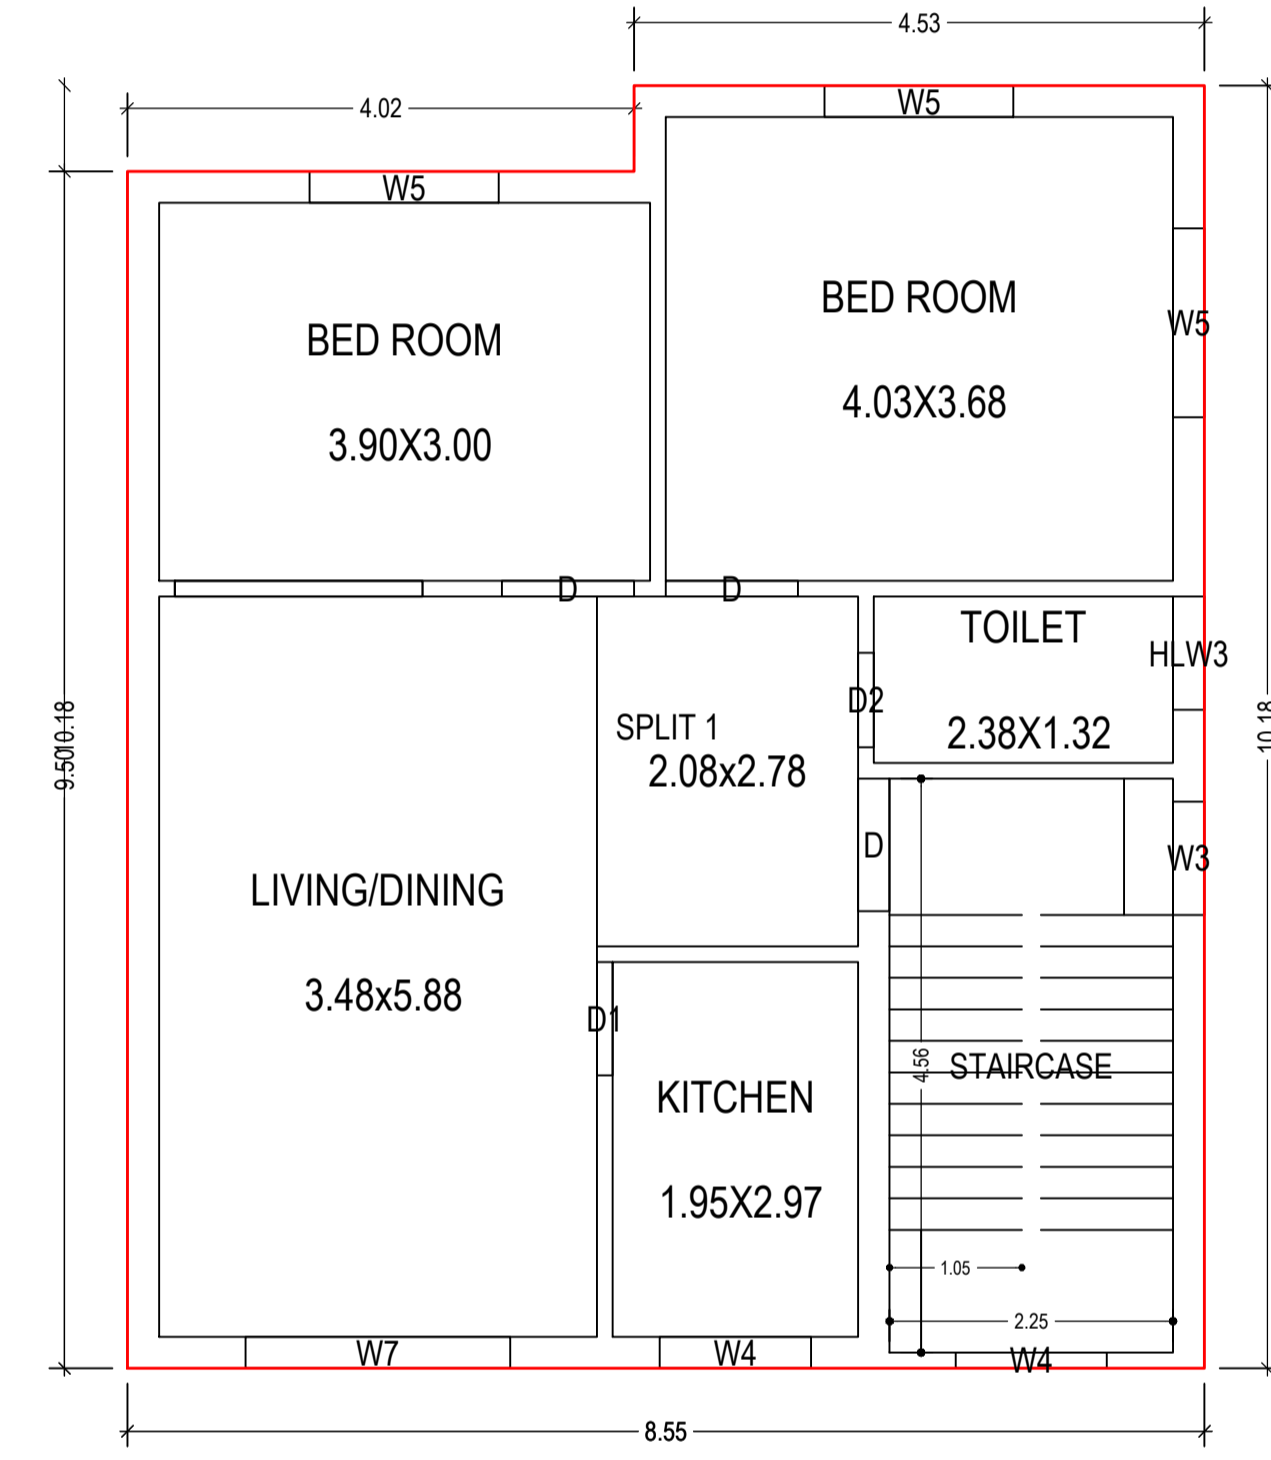 4.53
4.02
W5
W5
BED ROOM
4.03X3.68
W5
BED ROOM
3.90X3.00
D
D
TOILET
2.38X1.32
HLW3
D2
SPLIT 1
2.08x2.78
9.50
10.18
10.18
D
W3
LIVING/DINING
3.48x5.88
D1
4.56
STAIRCASE
KITCHEN
1.95X2.97
1.05
2.25
W7
W4
W4
8.55